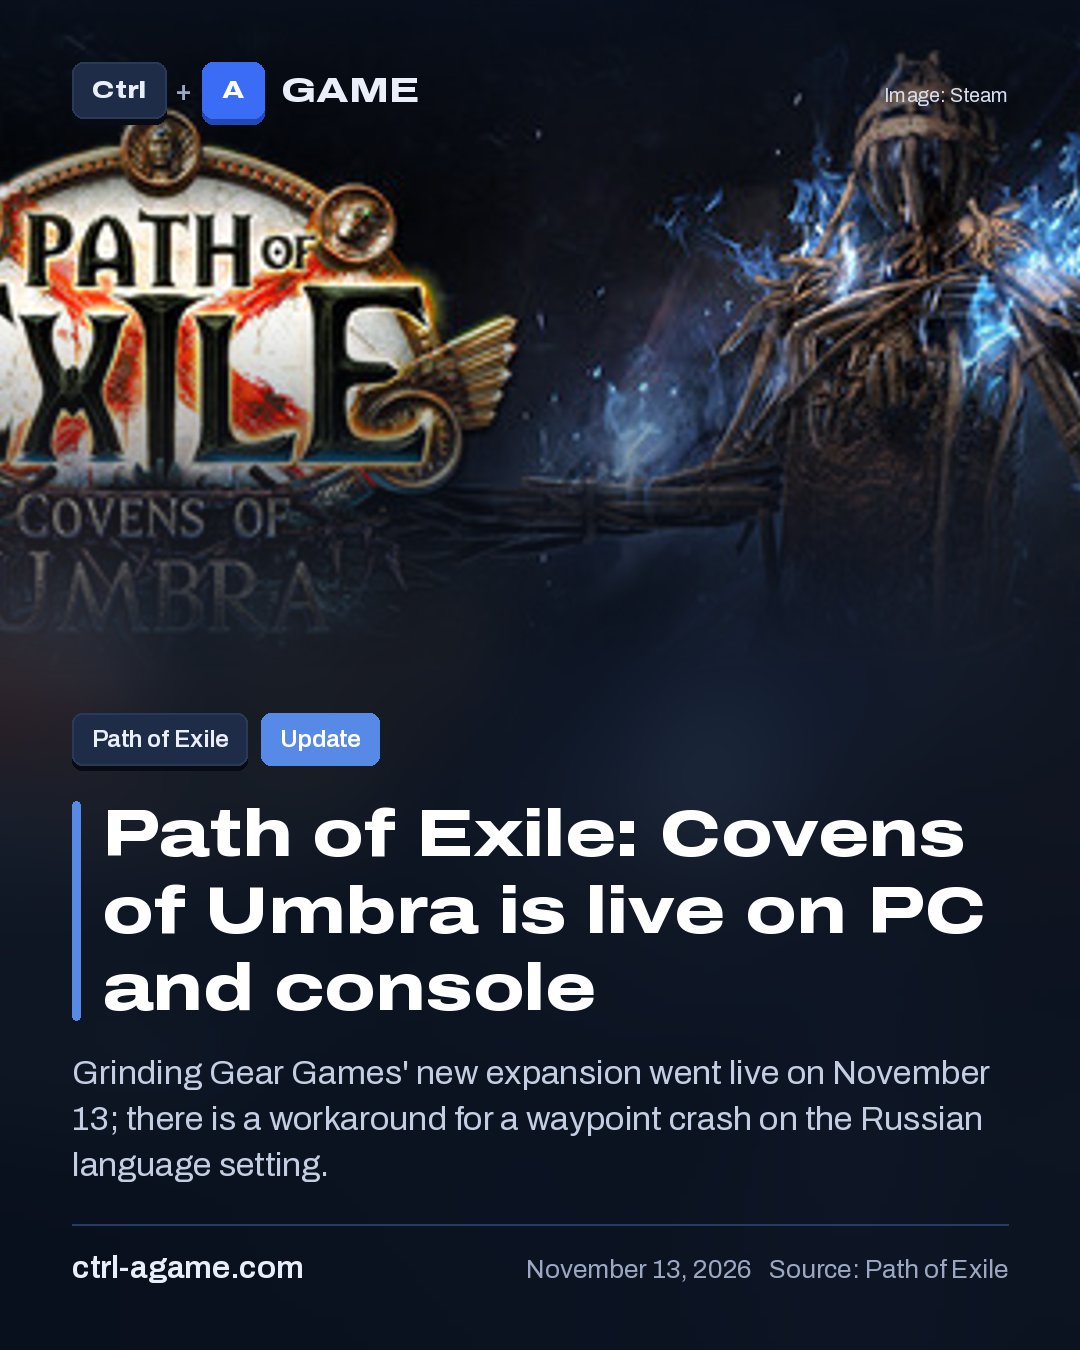 Ctrl + A GAME
Image: Steam
PATH OF
EXILE
COVENS OF
UMBRA
Path of Exile Update
Path of Exile: Covens
of Umbra is live on PC
and console
Grinding Gear Games' new expansion went live on November
13; there is a workaround for a waypoint crash on the Russian
language setting.
ctrl-agame.com
November 13, 2026 Source: Path of Exile